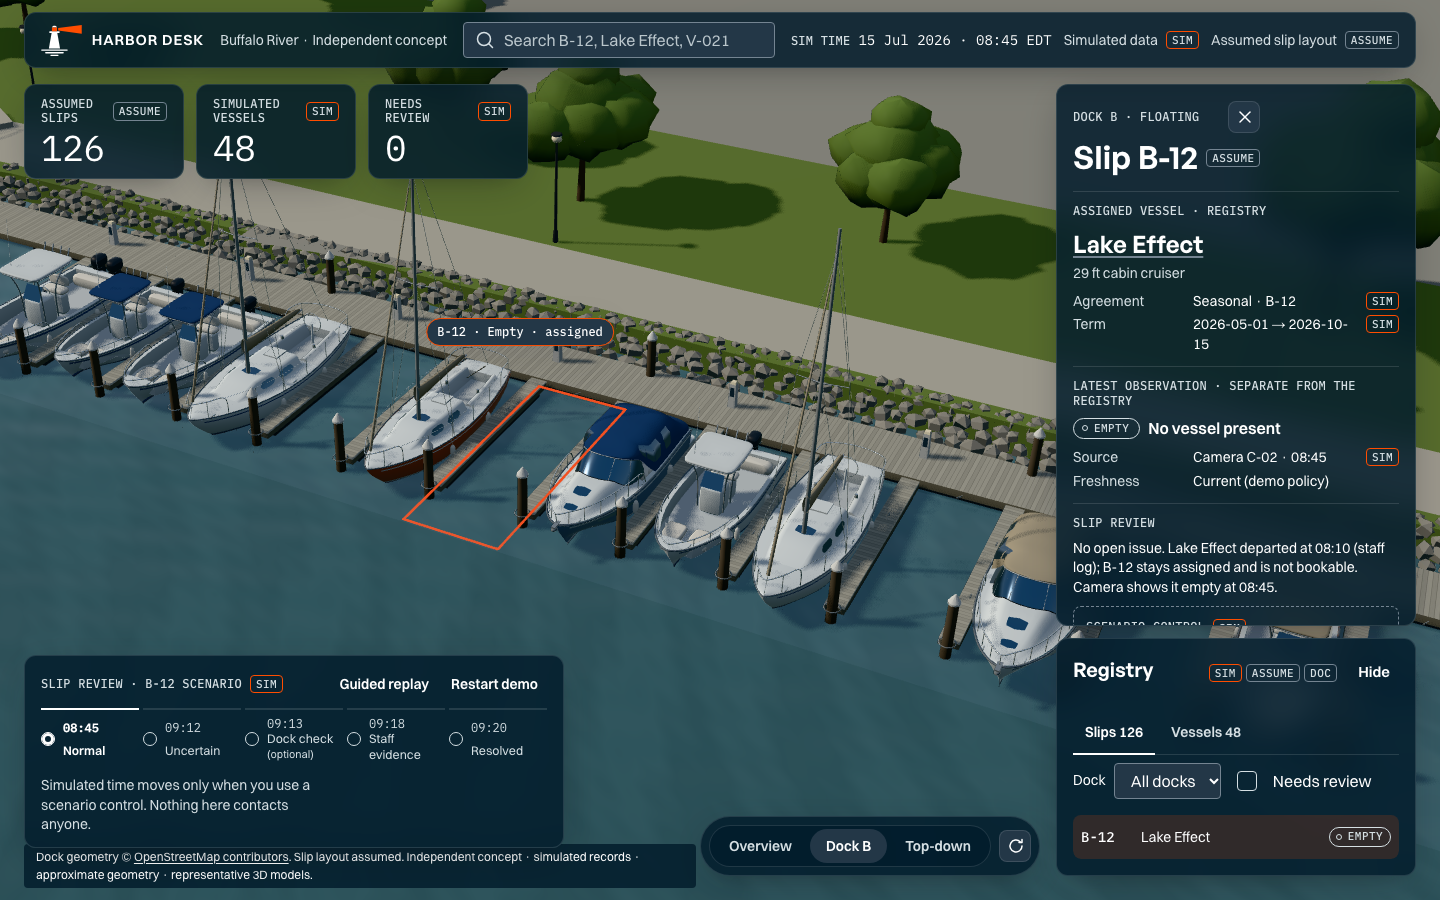 HARBOR DESK
Buffalo River · Independent concept
Search B-12, Lake Effect, V-021
SIM TIME 15 Jul 2026 · 08:45 EDT
Simulated data SIM
Assumed slip layout ASSUME
ASSUMED SLIPS ASSUME
126
SIMULATED VESSELS SIM
48
NEEDS REVIEW SIM
0
B-12 · Empty · assigned
DOCK B · FLOATING
Slip B-12 ASSUME
ASSIGNED VESSEL · REGISTRY
Lake Effect
29 ft cabin cruiser
Agreement Seasonal · B-12 SIM
Term 2026-05-01 → 2026-10-15 SIM
LATEST OBSERVATION · SEPARATE FROM THE
REGISTRY
EMPTY No vessel present
Source Camera C-02 · 08:45 SIM
Freshness Current (demo policy)
SLIP REVIEW
No open issue. Lake Effect departed at 08:10 (staff
log); B-12 stays assigned and is not bookable.
Camera shows it empty at 08:45.
SCENARIO CONTROL SIM
SLIP REVIEW · B-12 SCENARIO SIM
Guided replay
Restart demo
08:45 Normal
09:12 Uncertain
09:13 Dock check (optional)
09:18 Staff evidence
09:20 Resolved
Simulated time moves only when you use a
scenario control. Nothing here contacts
anyone.
Dock geometry © OpenStreetMap contributors. Slip layout assumed. Independent concept · simulated records ·
approximate geometry · representative 3D models.
Overview
Dock B
Top-down
Registry SIM ASSUME DOC Hide
Slips 126
Vessels 48
Dock All docks Needs review
B-12 Lake Effect EMPTY